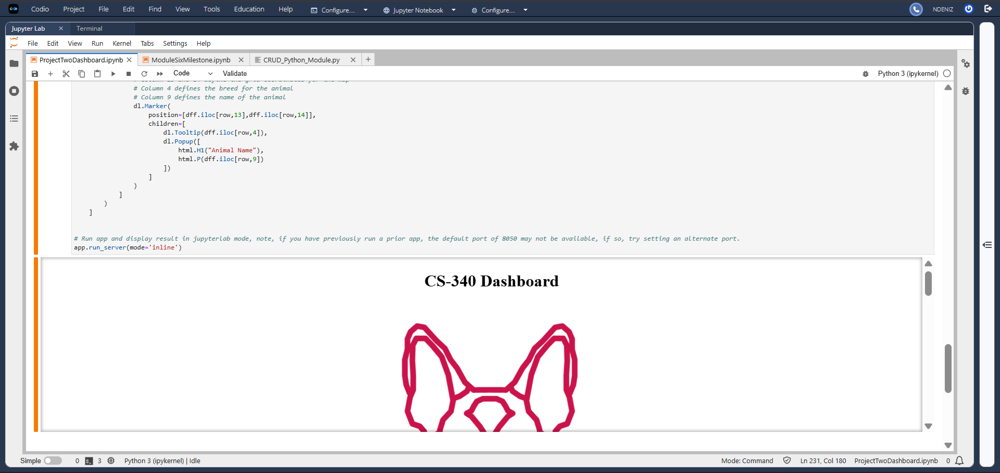 Codio Project File Edit Find View Tools Education Help Configure.... Jupyter Notebook Configure.... NDENIZ
Jupyter Lab Terminal
File Edit View Run Kernel Tabs Settings Help
ProjectTwoDashboard.ipynb ModuleSixMilestone.ipynb CRUD_Python_Module.py
Code Validate Python 3 (ipykernel)
# Column 4 defines the breed for the animal
# Column 9 defines the name of the animal
dl.Marker(
position=[dff.iloc[row,13],dff.iloc[row,14]],
children=[
dl.Tooltip(dff.iloc[row,4]),
dl.Popup([
html.H1("Animal Name"),
html.P(dff.iloc[row,9])
])
]
)
]
)
]
# Run app and display result in jupyterlab mode, note, if you have previously run a prior app, the default port of 8050 may not be available, if so, try setting an alternate port.
app.run_server(mode='inline')
CS-340 Dashboard
Simple 0 $_ 3 Python 3 (ipykernel) | Idle Mode: Command Ln 231, Col 180 ProjectTwoDashboard.ipynb 0